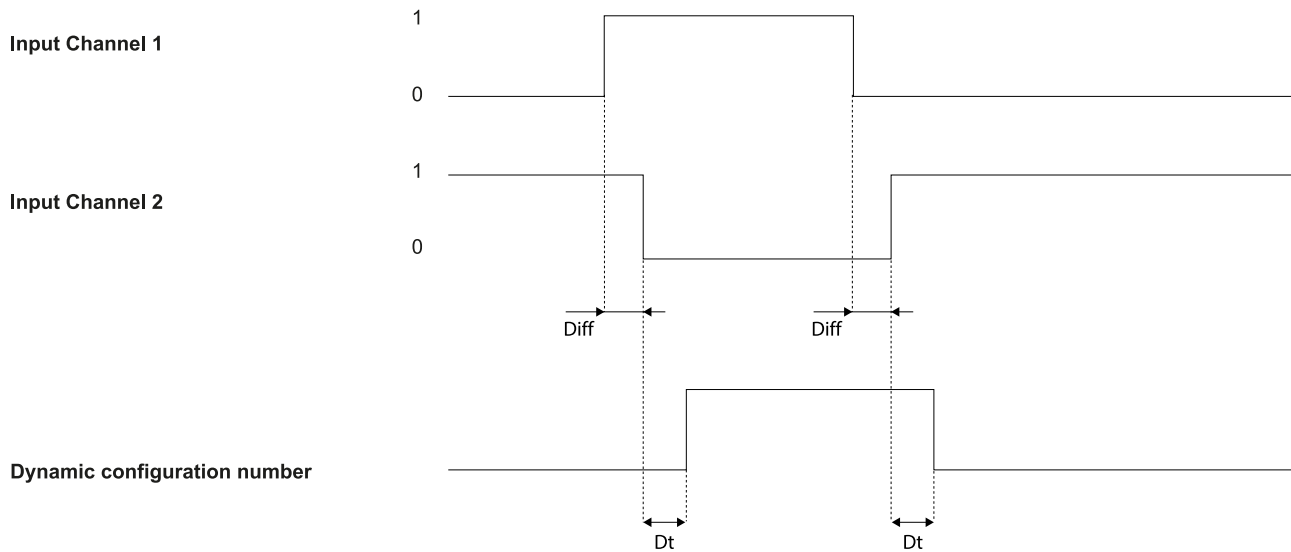 1
Input Channel 1
0
1
Input Channel 2
0
Diff
Diff
Dynamic configuration number
Dt
Dt